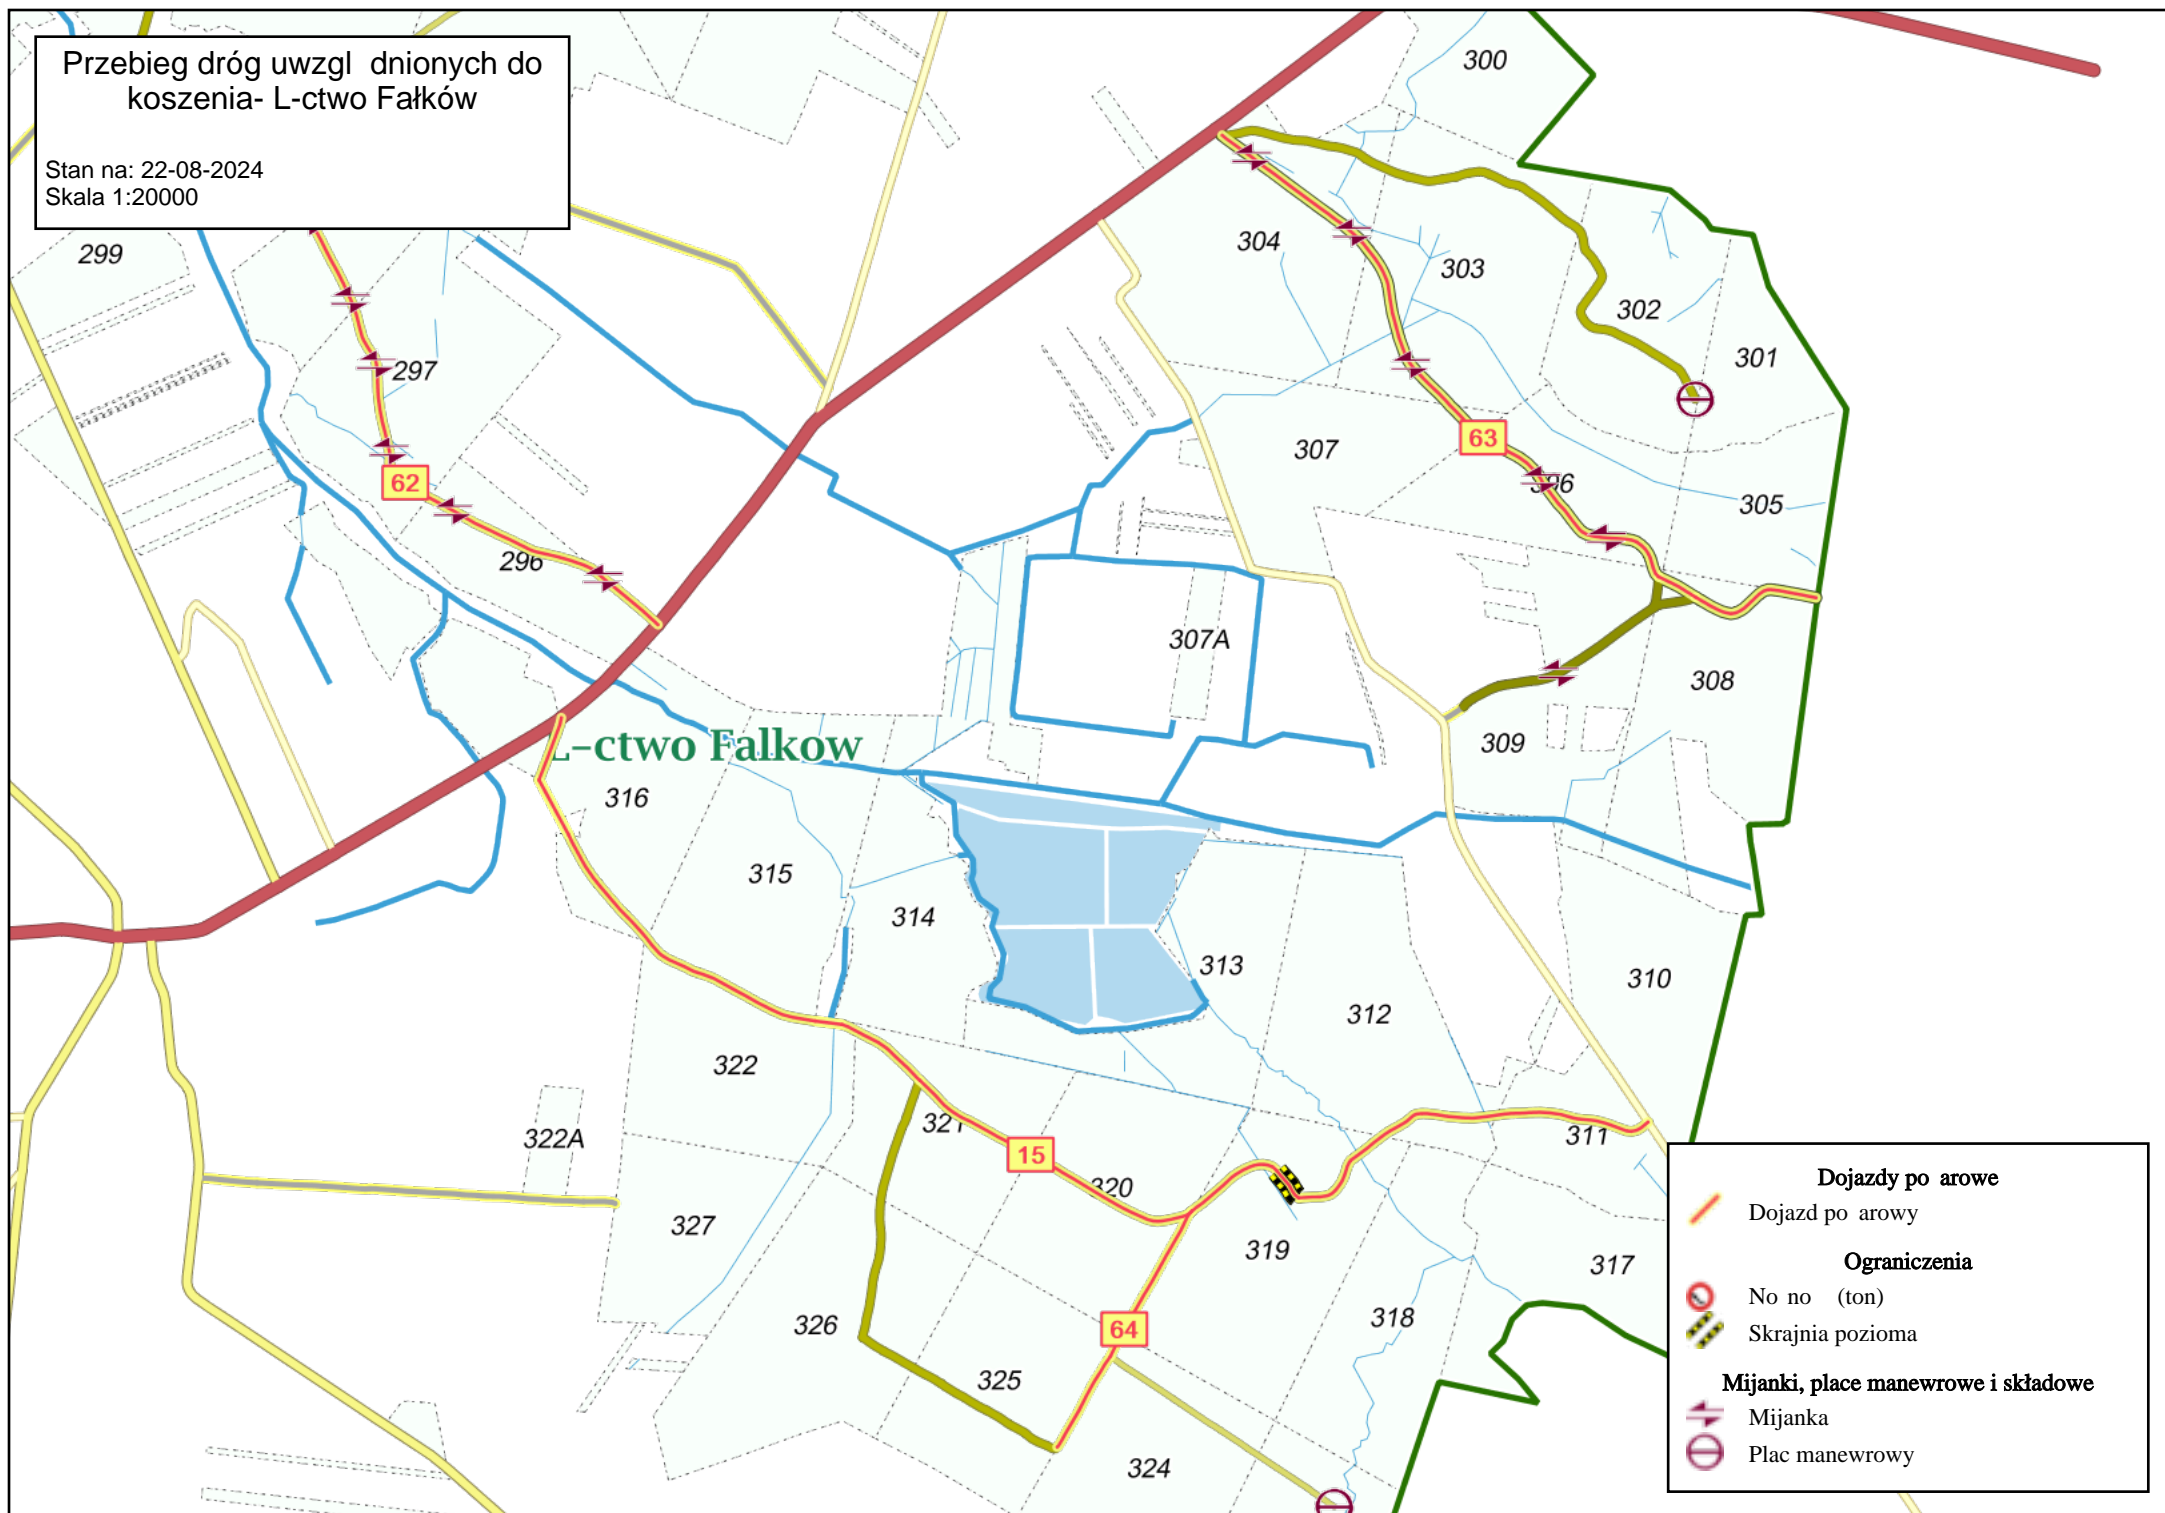 Przebieg dróg uwzgl dnionych do
koszenia- L-ctwo Fałków
Stan na: 22-08-2024
Skala 1:20000
300
299
304
303
302
301
297
63
307
62
306
305
296
307A
308
309
L-ctwo Falkow
316
315
314
313
310
312
322
321
322A
15
311
320
327
319
317
326
64
318
325
324
Dojazdy po arowe
Dojazd po arowy
Ograniczenia
No no (ton)
Skrajnia pozioma
Mijanki, place manewrowe i składowe
Mijanka
Plac manewrowy